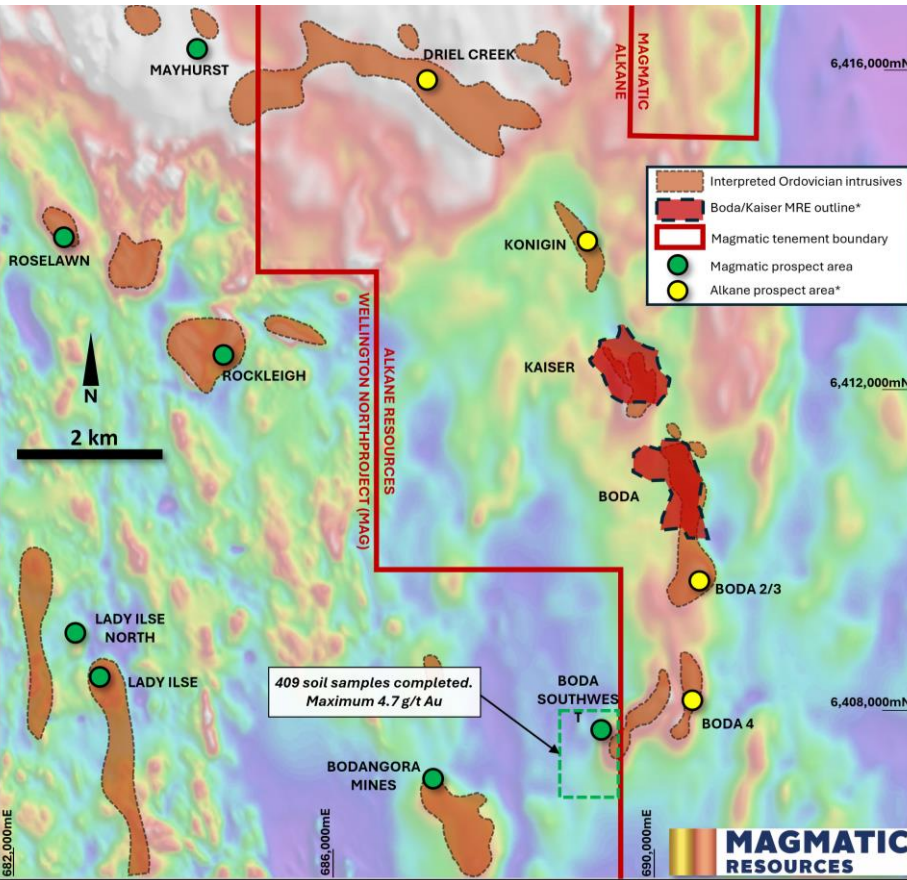 MAYHURST
DRIEL CREEK
MAGMATIC
ALKANE
6,416,000mN
Interpreted Ordovician intrusives
Boda/Kaiser MRE outline*
Magmatic tenement boundary
Magmatic prospect area
Alkane prospect area*
ROSELAWN
KONIGIN
N
2 km
ROCKLEIGH
WELLINGTON NORTHPROJECT (MAG)
ALKANE RESOURCES
KAISER
6,412,000mN
BODA
BODA 2/3
LADY ILSE
NORTH
LADY ILSE
409 soil samples completed.
Maximum 4.7 g/t Au
BODA
SOUTHWES
T
BODA 4
6,408,000mN
BODANGORA
MINES
682,000mE
686,000mE
690,000mE
MAGMATIC
RESOURCES